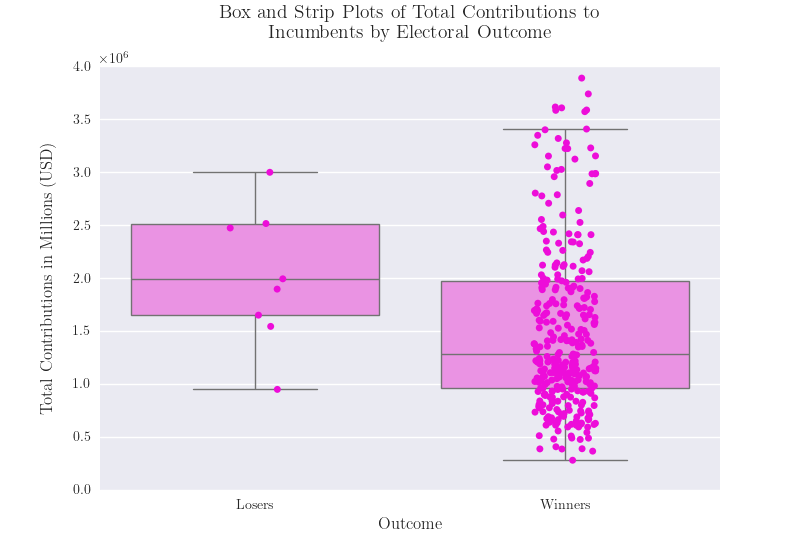 Box and Strip Plots of Total Contributions to
Incumbents by Electoral Outcome
×10⁶
4.0
3.5
3.0
2.5
2.0
1.5
1.0
0.5
0.0
Total Contributions in Millions (USD)
Losers
Winners
Outcome